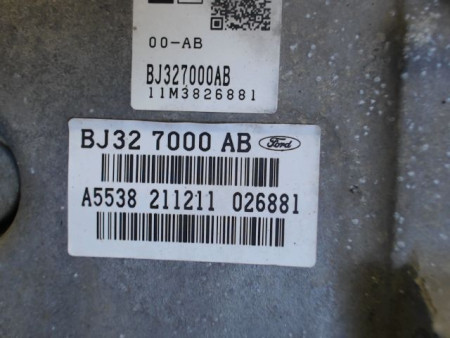 00-AB
BJ327000AB
11M3826881
BJ32 7000 AB Ford
A5538 211211 026881